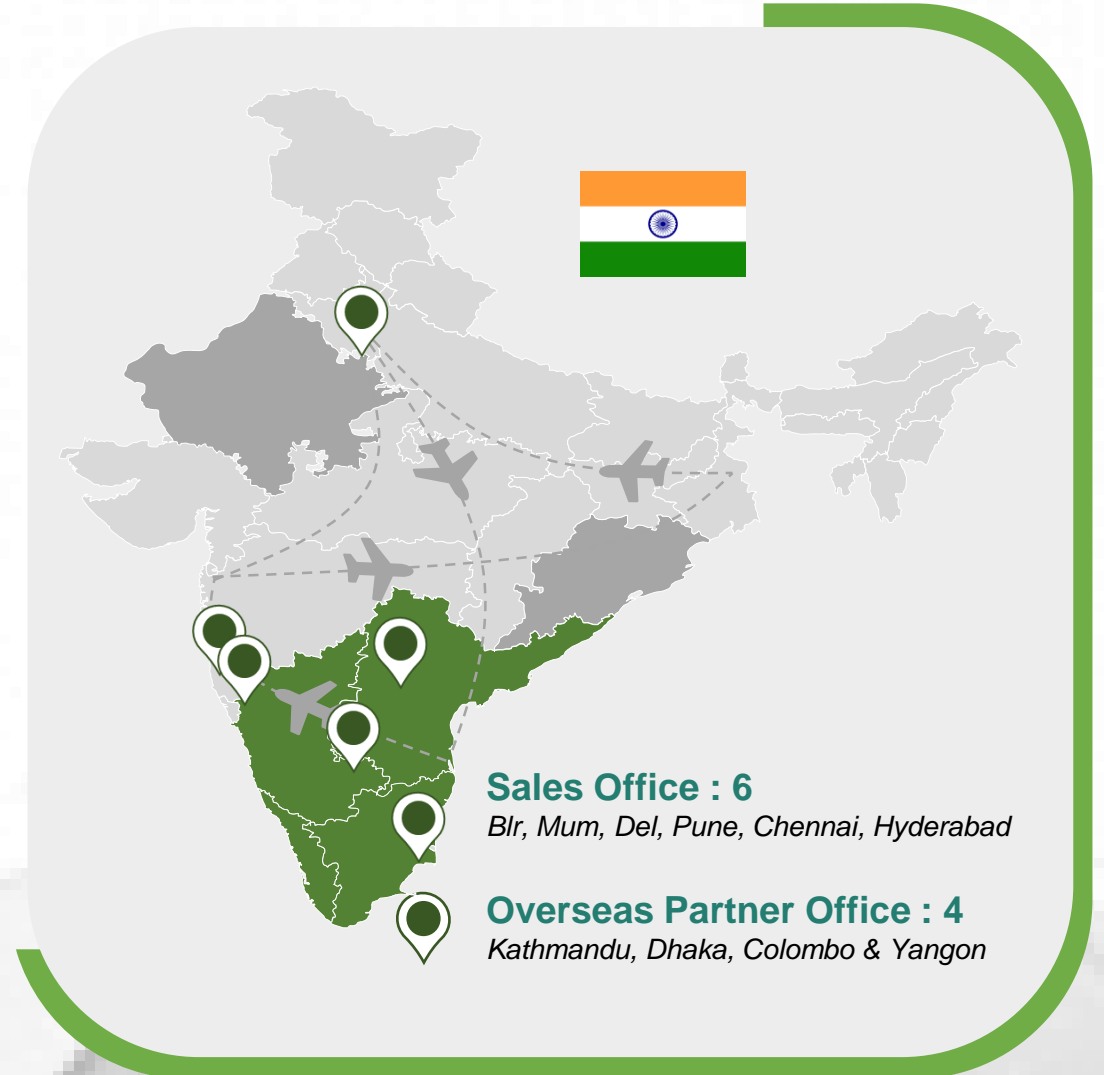 Sales Office : 6
Blr, Mum, Del, Pune, Chennai, Hyderabad
Overseas Partner Office : 4
Kathmandu, Dhaka, Colombo & Yangon